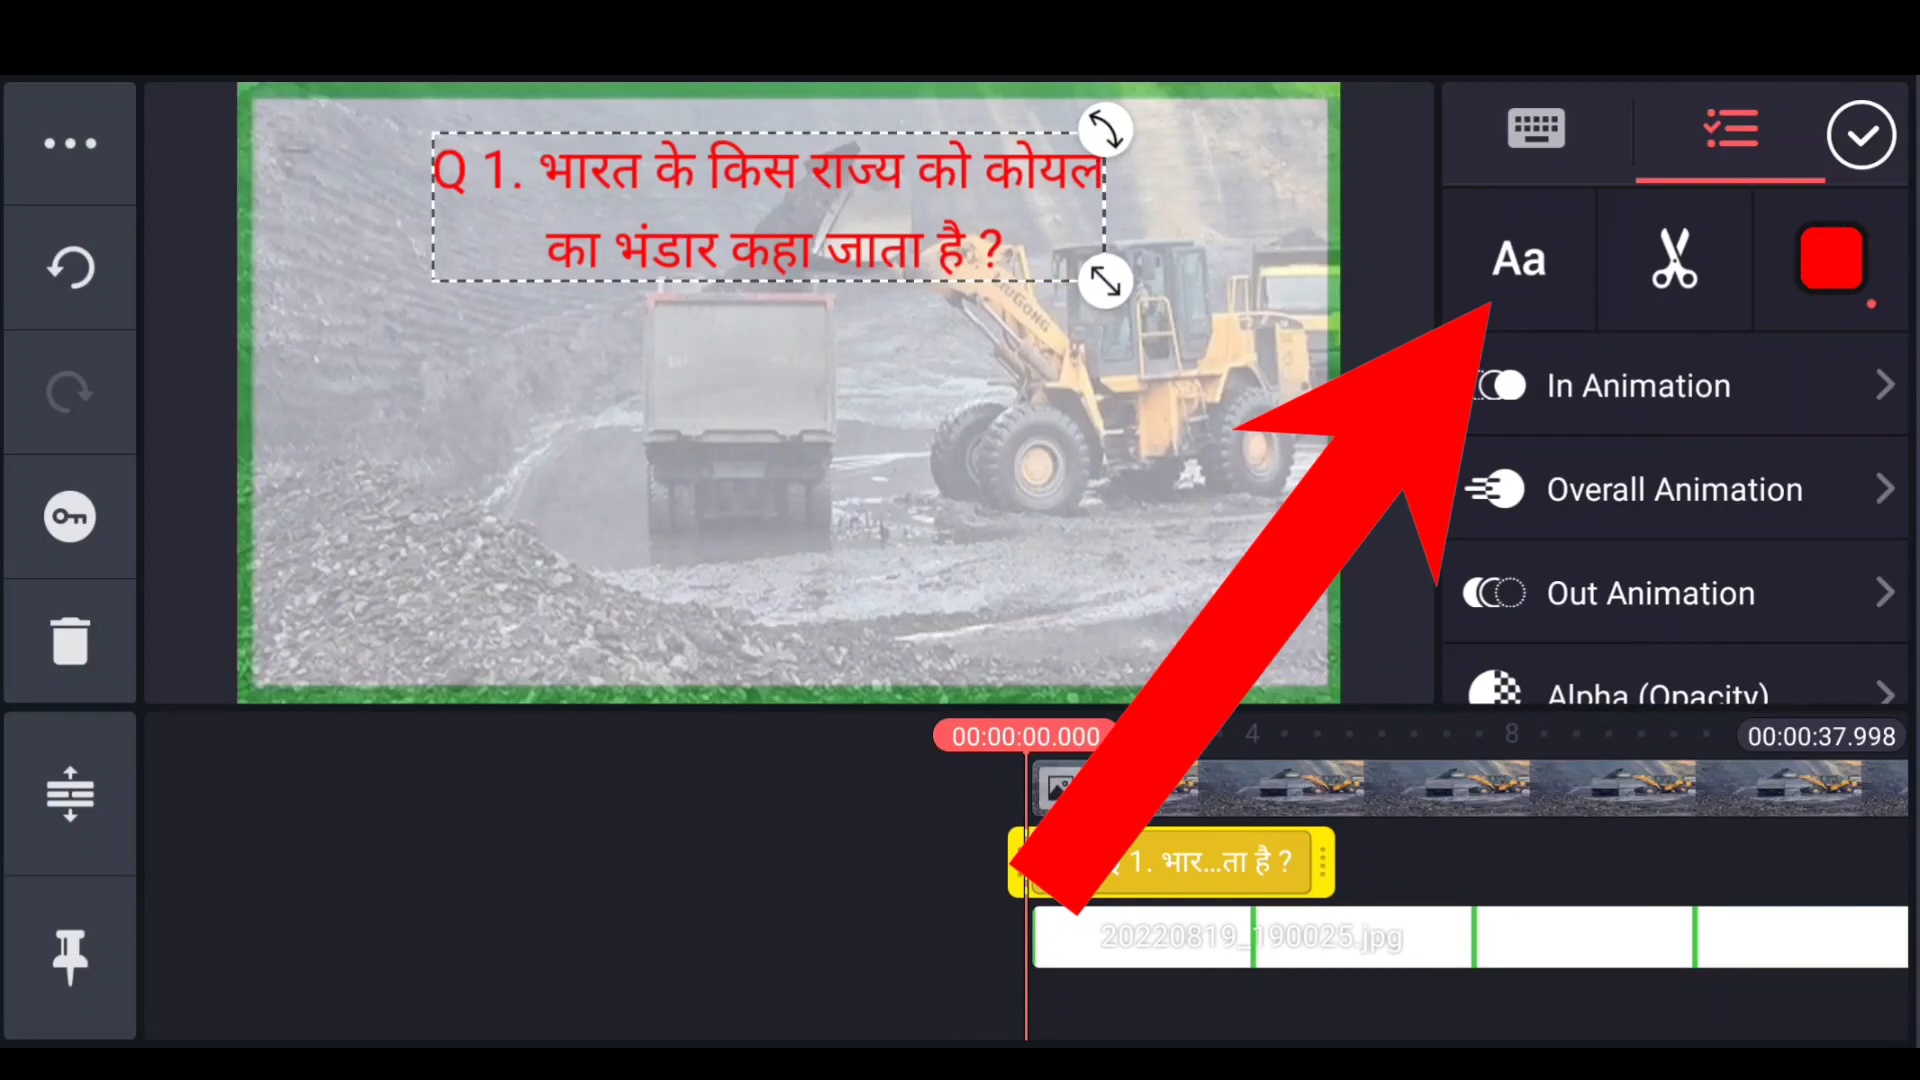 Q 1. भारत के किस राज्य को कोयल
का भंडार कहा जाता है ?
Aa
In Animation
Overall Animation
Out Animation
Alpha (Opacity)
00:00:00.000
4
8
00:00:37.998
1. भार...ता है ?
20220819_190025.jpg